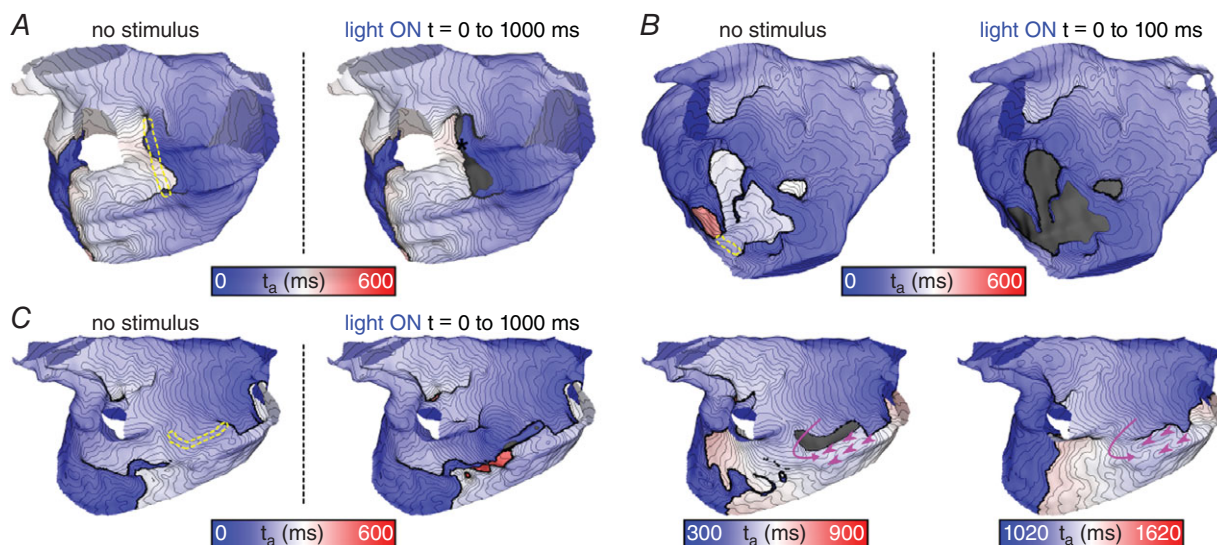 A
no stimulus
light ON t = 0 to 1000 ms
B
no stimulus
light ON t = 0 to 100 ms
*
0 ta (ms) 600
0 ta (ms) 600
C
no stimulus
light ON t = 0 to 1000 ms
0 ta (ms) 600
300 ta (ms) 900
1020 ta (ms) 1620